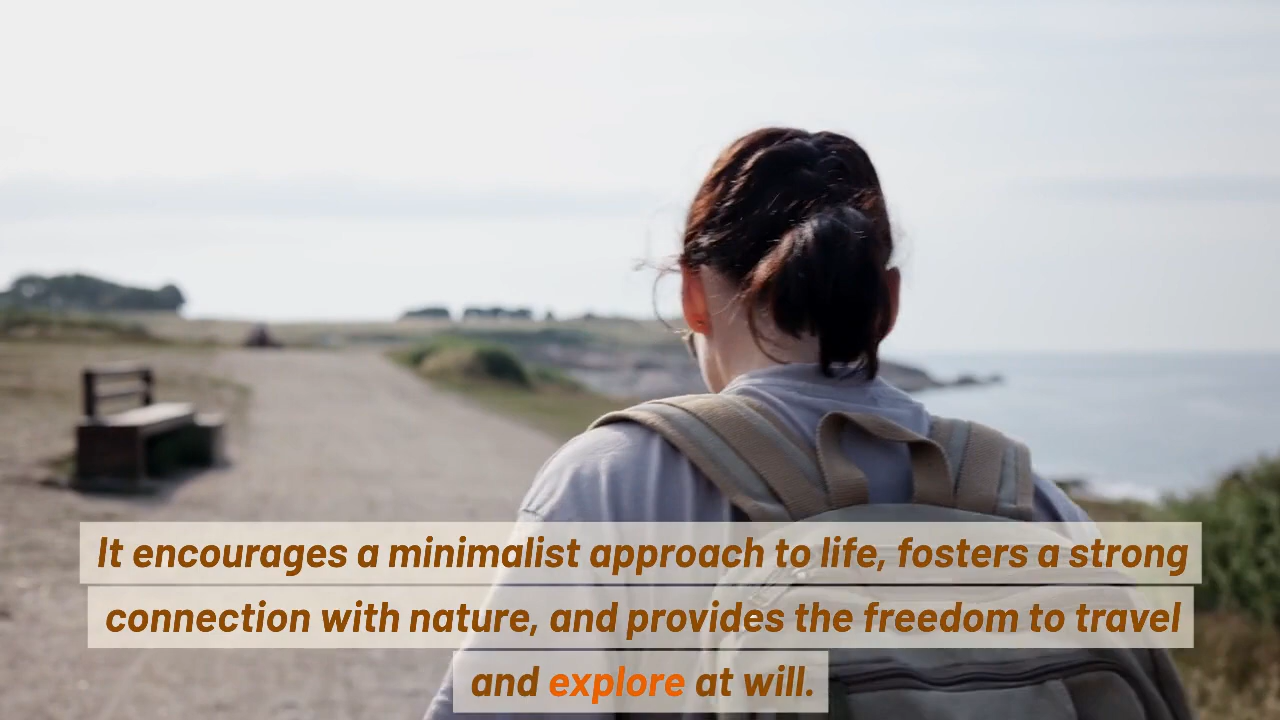 It encourages a minimalist approach to life, fosters a strong
connection with nature, and provides the freedom to travel
and explore at will.